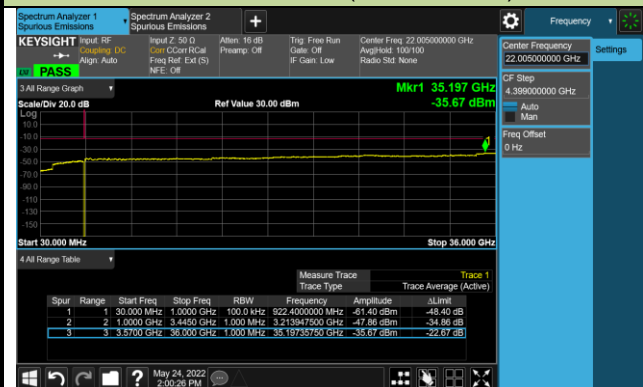 Spectrum Analyzer 1
Spurious Emissions
Spectrum Analyzer 2
Spurious Emissions
+
Frequency
KEYSIGHT
Input: RF
Coupling: DC
Align: Auto
Input Z: 50 Ω
Corr CCorr RCal
Freq Ref: Ext (S)
NFE: Off
Atten: 16 dB
Preamp: Off
Trig: Free Run
Gate: Off
IF Gain: Low
Center Freq: 22.005000000 GHz
Avg|Hold: 100/100
Radio Std: None
PASS
Center Frequency
22.005000000 GHz
Settings
CF Step
4.399000000 GHz
Auto
Man
Freq Offset
0 Hz
3 All Range Graph
Mkr1 35.197 GHz
Scale/Div 20.0 dB
Ref Value 30.00 dBm
-35.67 dBm
Log
10.0
-10.0
-30.0
-50.0
-70.0
-90.0
-110
-130
-150
1
Start 30.000 MHz
Stop 36.000 GHz
4 All Range Table
Measure Trace Trace 1
Trace Type Trace Average (Active)
Spur Range Start Freq Stop Freq RBW Frequency Amplitude ΔLimit
1 1 30.000 MHz 1.0000 GHz 100.0 kHz 922.4000000 MHz -61.40 dBm -48.40 dB
2 2 1.0000 GHz 3.4450 GHz 1.000 MHz 3.213947500 GHz -47.86 dBm -34.86 dB
3 3 3.5700 GHz 36.000 GHz 1.000 MHz 35.19735750 GHz -35.67 dBm -22.67 dB
?
May 24, 2022
2:00:26 PM